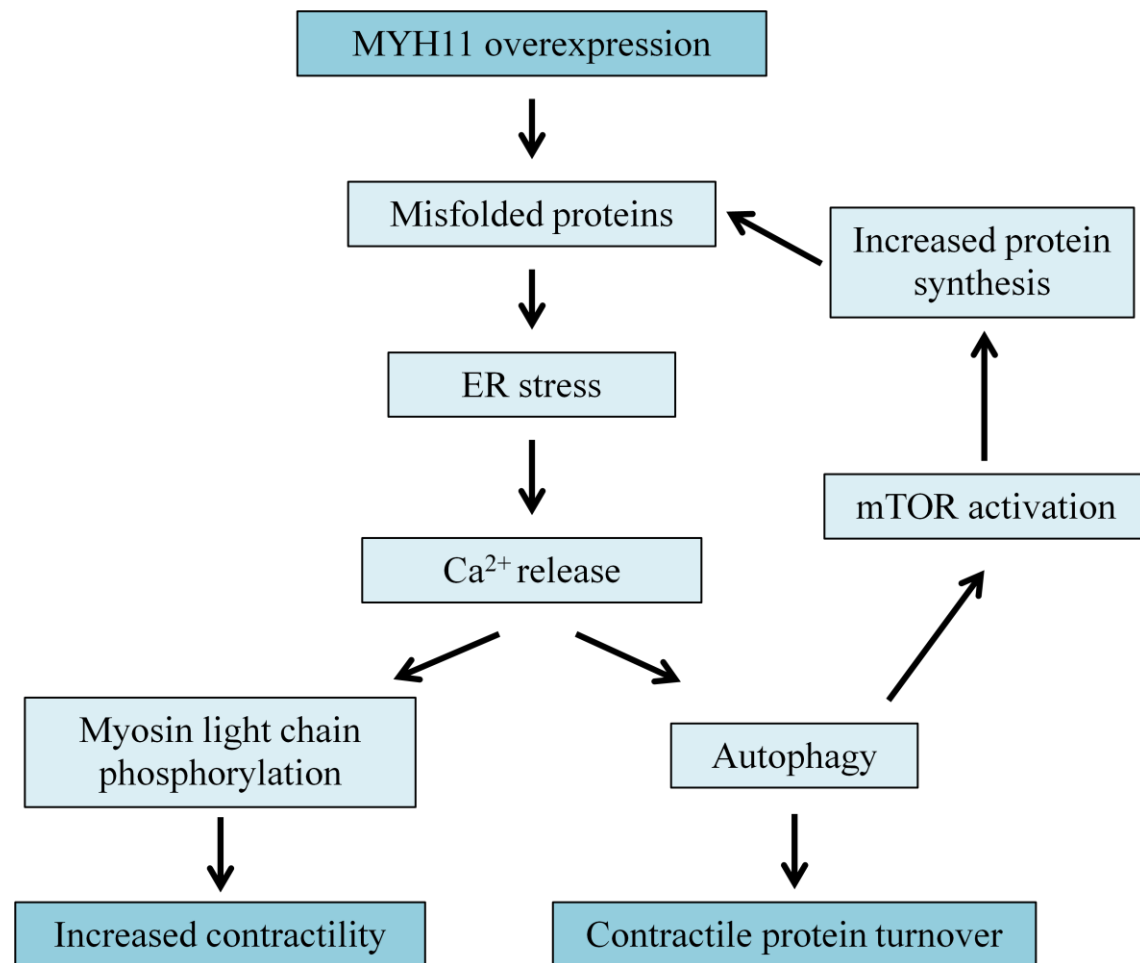 MYH11 overexpression
Misfolded proteins
Increased protein
synthesis
ER stress
mTOR activation
Ca²⁺ release
Myosin light chain
phosphorylation
Autophagy
Increased contractility
Contractile protein turnover